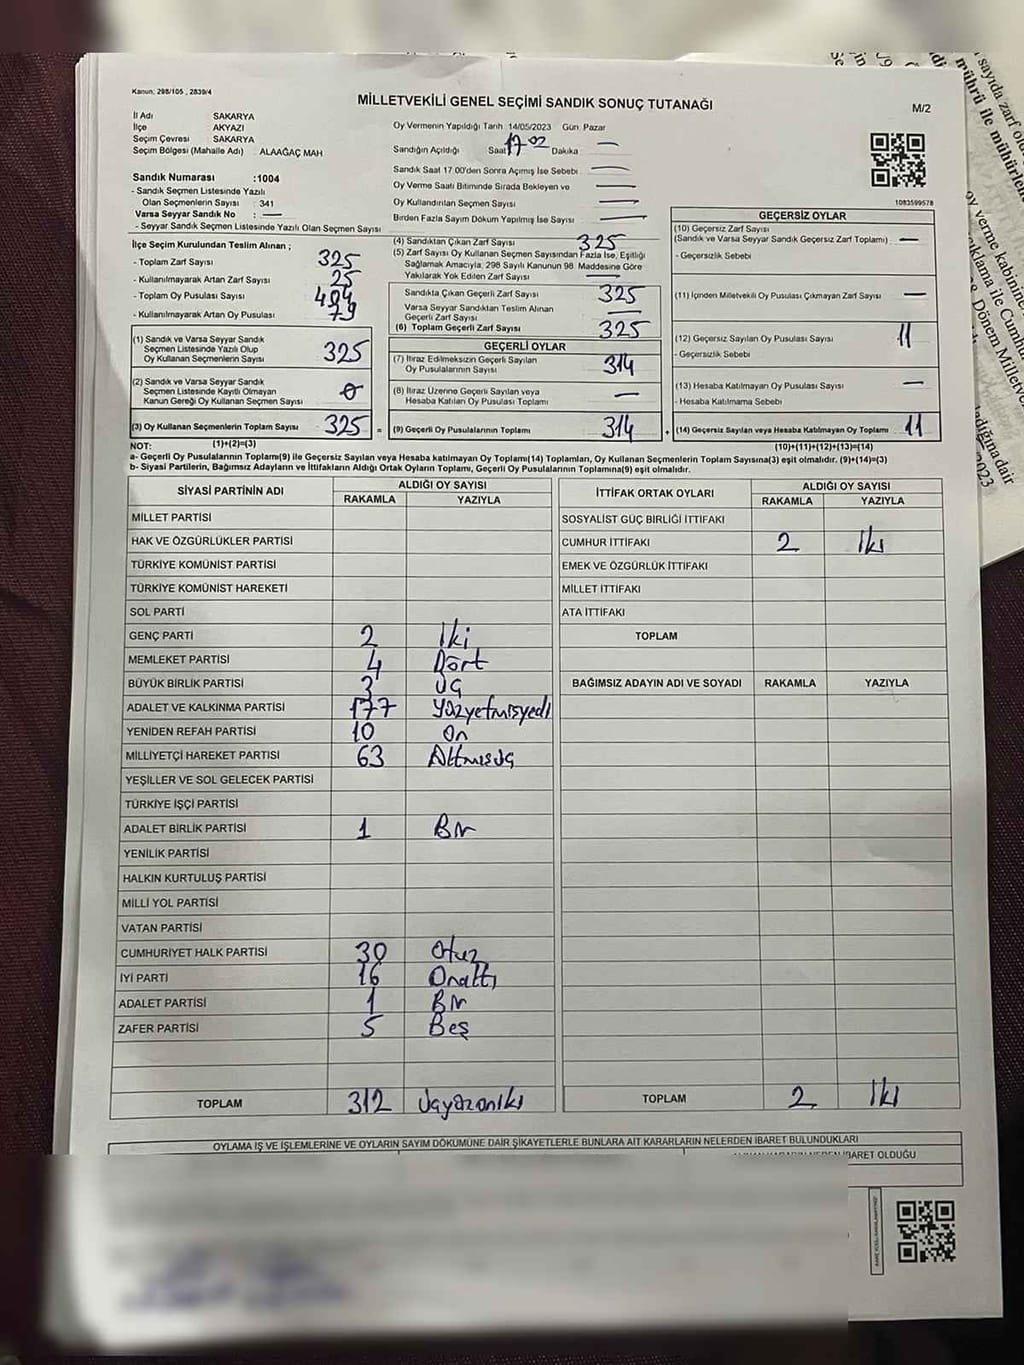 Kanun: 298/105 , 2839/4
MİLLETVEKİLİ GENEL SEÇİMİ SANDIK SONUÇ TUTANAĞI
M/2
İl Adı SAKARYA
İlçe AKYAZI
Seçim Çevresi SAKARYA
Seçim Bölgesi (Mahalle Adı) ALAAĞAÇ MAH
Sandık Numarası :1004
- Sandık Seçmen Listesinde Yazılı
Olan Seçmenlerin Sayısı : 341
Varsa Seyyar Sandık No : —
- Seyyar Sandık Seçmen Listesinde Yazılı Olan Seçmen Sayısı
Oy Vermenin Yapıldığı Tarih 14/05/2023 Gün Pazar
Sandığın Açıldığı Saat 17-02 Dakika —
Sandık Saat 17.00'den Sonra Açımış İse Sebebi —
Oy Verme Saati Bitiminde Sırada Bekleyen ve —
Oy Kullandırılan Seçmen Sayısı —
Birden Fazla Sayım Döküm Yapılmış İse Sayısı —
1083599578
İlçe Seçim Kurulundan Teslim Alınan ;
- Toplam Zarf Sayısı 325
- Kullanılmayarak Artan Zarf Sayısı 25
- Toplam Oy Pusulası Sayısı
- Kullanılmayarak Artan Oy Pusulası 79
(1) Sandık ve Varsa Seyyar Sandık
Seçmen Listesinde Yazılı Olup
Oy Kullanan Seçmenlerin Sayısı 325
(2) Sandık ve Varsa Seyyar Sandık
Seçmen Listesinde Kayıtlı Olmayan
Kanun Gereği Oy Kullanan Seçmen Sayısı 0
(3) Oy Kullanan Seçmenlerin Toplam Sayısı 325 =
(1)+(2)=(3)
(4) Sandıktan Çıkan Zarf Sayısı 325
(5) Zarf Sayısı Oy Kullanan Seçmen Sayısından Fazla İse, Eşitliği
Sağlamak Amacıyla, 298 Sayılı Kanunun 98. Maddesine Göre
Yakılarak Yok Edilen Zarf Sayısı —
Sandıkta Çıkan Geçerli Zarf Sayısı 325
Varsa Seyyar Sandıktan Teslim Alınan
Geçerli Zarf Sayısı —
(6) Toplam Geçerli Zarf Sayısı 325
GEÇERLİ OYLAR
(7) İtiraz Edilmeksizin Geçerli Sayılan
Oy Pusulalarının Sayısı 314
(8) İtiraz Üzerine Geçerli Sayılan veya
Hesaba Katılan Oy Pusulası Toplamı —
(9) Geçerli Oy Pusulalarının Toplamı 314 +
GEÇERSİZ OYLAR
(10) Geçersiz Zarf Sayısı
(Sandık ve Varsa Seyyar Sandık Geçersiz Zarf Toplamı) —
- Geçersizlik Sebebi
(11) İçinden Milletvekili Oy Pusulası Çıkmayan Zarf Sayısı —
(12) Geçersiz Sayılan Oy Pusulası Sayısı 11
- Geçersizlik Sebebi
(13) Hesaba Katılmayan Oy Pusulası Sayısı —
- Hesaba Katılmama Sebebi
(14) Geçersiz Sayılan veya Hesaba Katılmayan Oy Toplamı 11
(10)+(11)+(12)+(13)=(14)
NOT:
a- Geçerli Oy Pusulalarının Toplamı(9) ile Geçersiz Sayılan veya Hesaba katılmayan Oy Toplamı(14) Toplamları, Oy Kullanan Seçmenlerin Toplam Sayısına(3) eşit olmalıdır. (9)+(14)=(3)
b- Siyasi Partilerin, Bağımsız Adayların ve İttifakların Aldığı Ortak Oyların Toplamı, Geçerli Oy Pusulalarının Toplamına(9) eşit olmalıdır.
SİYASİ PARTİNİN ADI ALDIĞI OY SAYISI
RAKAMLA YAZIYLA
MİLLET PARTİSİ
HAK VE ÖZGÜRLÜKLER PARTİSİ
TÜRKİYE KOMÜNİST PARTİSİ
TÜRKİYE KOMÜNİST HAREKETİ
SOL PARTİ
GENÇ PARTİ 2 İki
MEMLEKET PARTİSİ 4 Dört
BÜYÜK BİRLİK PARTİSİ 3 Üç
ADALET VE KALKINMA PARTİSİ 177 Yüzyetmişyedi
YENİDEN REFAH PARTİSİ 10 On
MİLLİYETÇİ HAREKET PARTİSİ 63 Altmışüç
YEŞİLLER VE SOL GELECEK PARTİSİ
TÜRKİYE İŞÇİ PARTİSİ
ADALET BİRLİK PARTİSİ 1 Bir
YENİLİK PARTİSİ
HALKIN KURTULUŞ PARTİSİ
MİLLİ YOL PARTİSİ
VATAN PARTİSİ
CUMHURİYET HALK PARTİSİ 30 Otuz
İYİ PARTİ 16 Onaltı
ADALET PARTİSİ 1 Bir
ZAFER PARTİSİ 5 Beş
TOPLAM 312 Üçyüzoniki
İTTİFAK ORTAK OYLARI ALDIĞI OY SAYISI
RAKAMLA YAZIYLA
SOSYALİST GÜÇ BİRLİĞİ İTTİFAKI
CUMHUR İTTİFAKI 2 İki
EMEK VE ÖZGÜRLÜK İTTİFAKI
MİLLET İTTİFAKI
ATA İTTİFAKI
TOPLAM
BAĞIMSIZ ADAYIN ADI VE SOYADI RAKAMLA YAZIYLA
TOPLAM 2 İki
OYLAMA İŞ VE İŞLEMLERİNE VE OYLARIN SAYIM DÖKÜMÜNE DAİR ŞİKAYETLERLE BUNLARA AİT KARARLARIN NELERDEN İBARET BULUNDUKLARI
İBARET OLDUĞU
sayıda zarf
mührü ile mühürle
oy verme kabinine
ile Cumhur
Dönem Milletv
2023